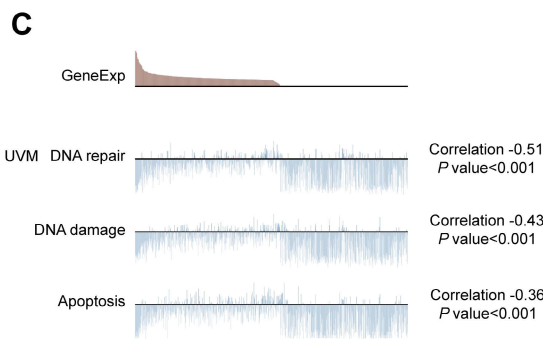 C
GeneExp
UVM DNA repair
Correlation -0.51
P value<0.001
DNA damage
Correlation -0.43
P value<0.001
Apoptosis
Correlation -0.36
P value<0.001